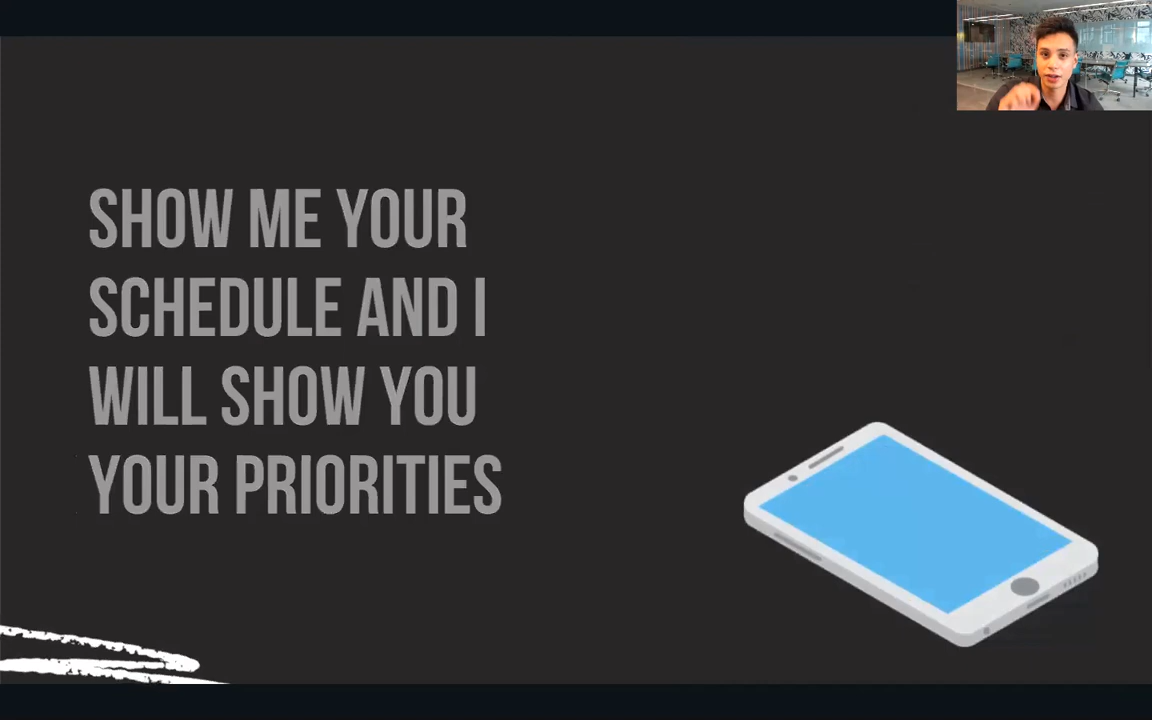 SHOW ME YOUR
SCHEDULE AND I
WILL SHOW YOU
YOUR PRIORITIES